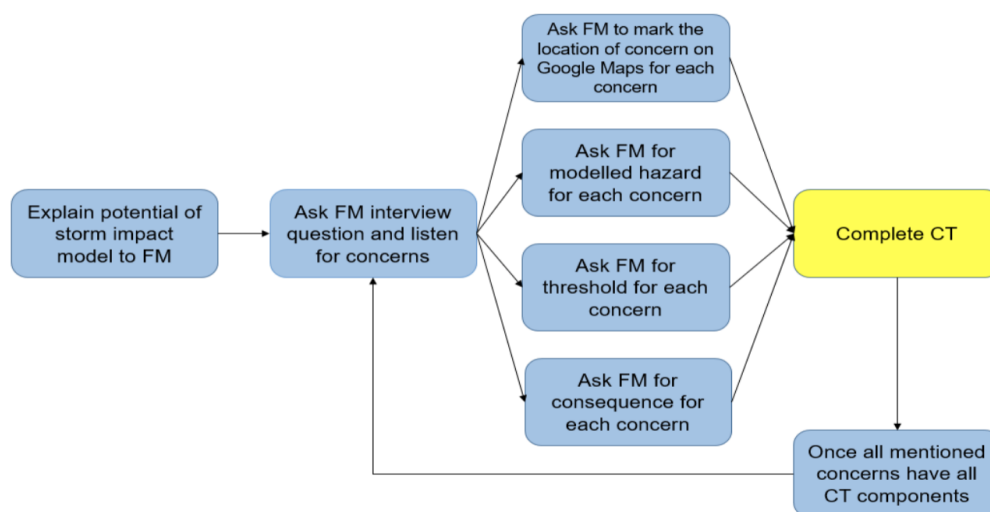 Explain potential of
storm impact
model to FM
Ask FM interview
question and listen
for concerns
Ask FM to mark the
location of concern on
Google Maps for each
concern
Ask FM for
modelled hazard
for each concern
Ask FM for
threshold for each
concern
Ask FM for
consequence for
each concern
Complete CT
Once all mentioned
concerns have all
CT components